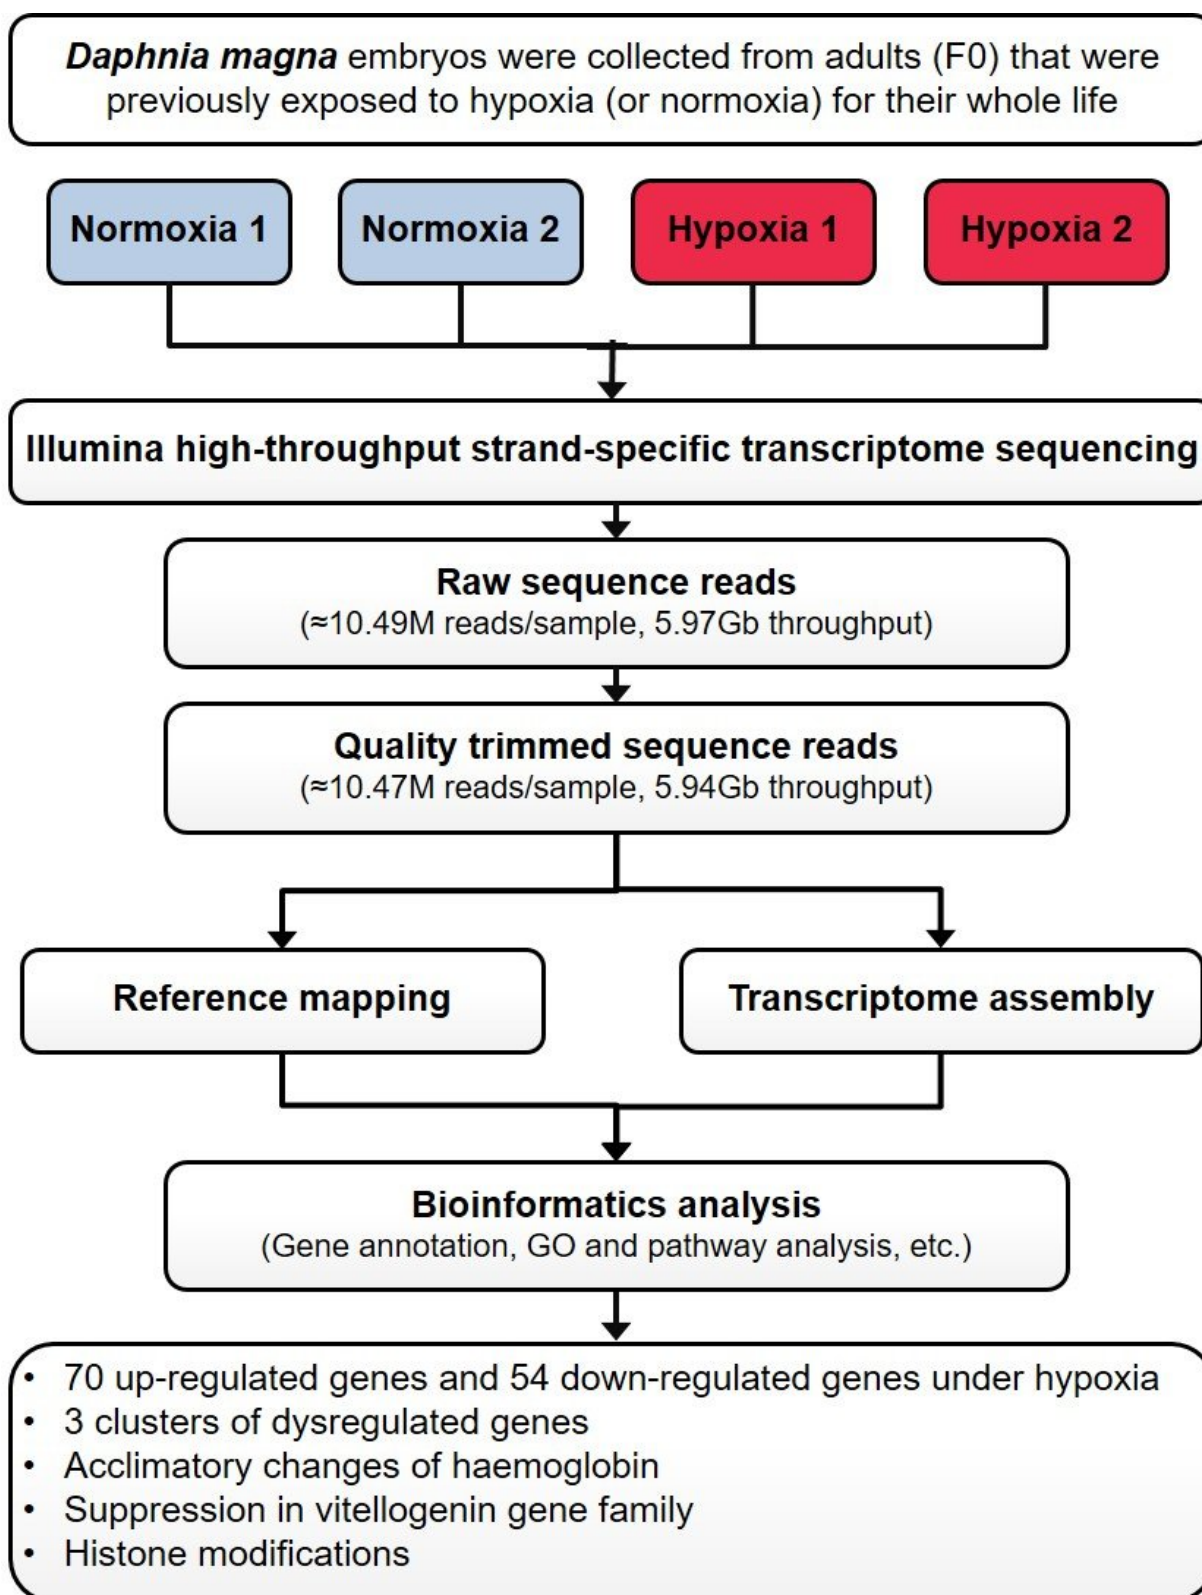 Daphnia magna embryos were collected from adults (F0) that were
previously exposed to hypoxia (or normoxia) for their whole life
Normoxia 1
Normoxia 2
Hypoxia 1
Hypoxia 2
Illumina high-throughput strand-specific transcriptome sequencing
Raw sequence reads
(≈10.49M reads/sample, 5.97Gb throughput)
Quality trimmed sequence reads
(≈10.47M reads/sample, 5.94Gb throughput)
Reference mapping
Transcriptome assembly
Bioinformatics analysis
(Gene annotation, GO and pathway analysis, etc.)
• 70 up-regulated genes and 54 down-regulated genes under hypoxia
• 3 clusters of dysregulated genes
• Acclimatory changes of haemoglobin
• Suppression in vitellogenin gene family
• Histone modifications